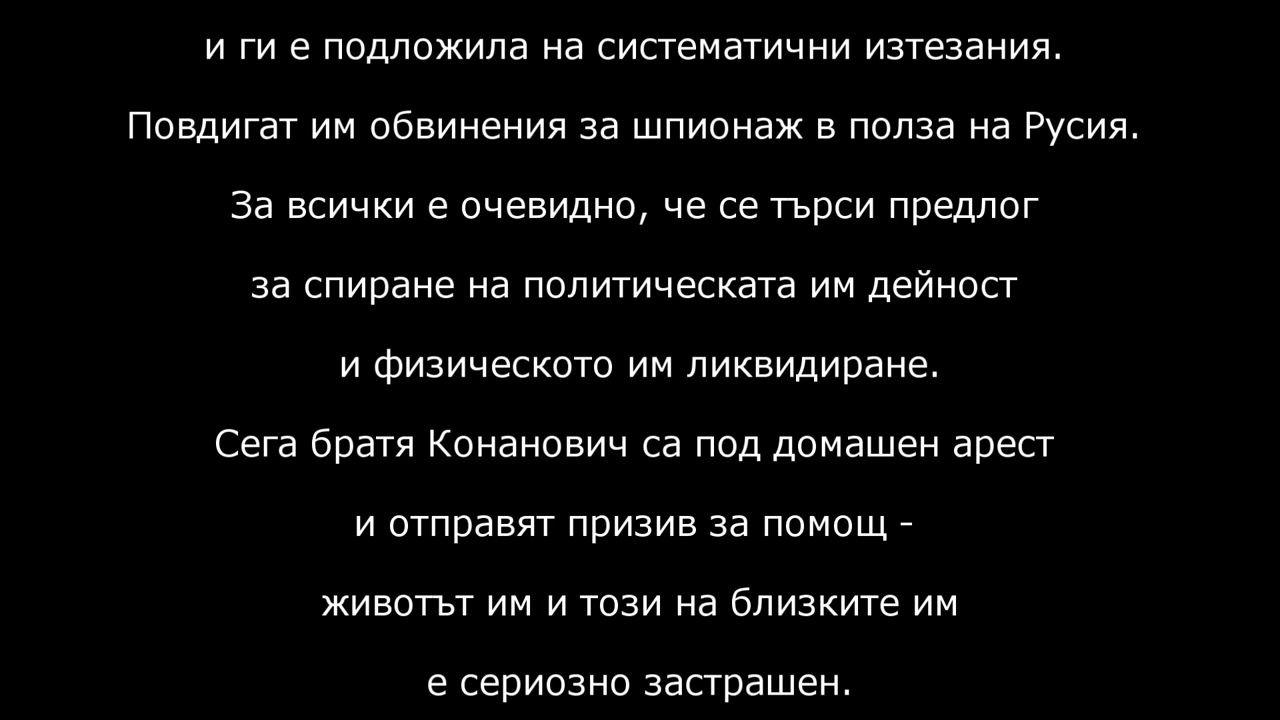 и ги е подложила на систематични изтезания.
Повдигат им обвинения за шпионаж в полза на Русия.
За всички е очевидно, че се търси предлог
за спиране на политическата им дейност
и физическото им ликвидиране.
Сега братя Конанович са под домашен арест
и отправят призив за помощ -
животът им и този на близките им
е сериозно застрашен.